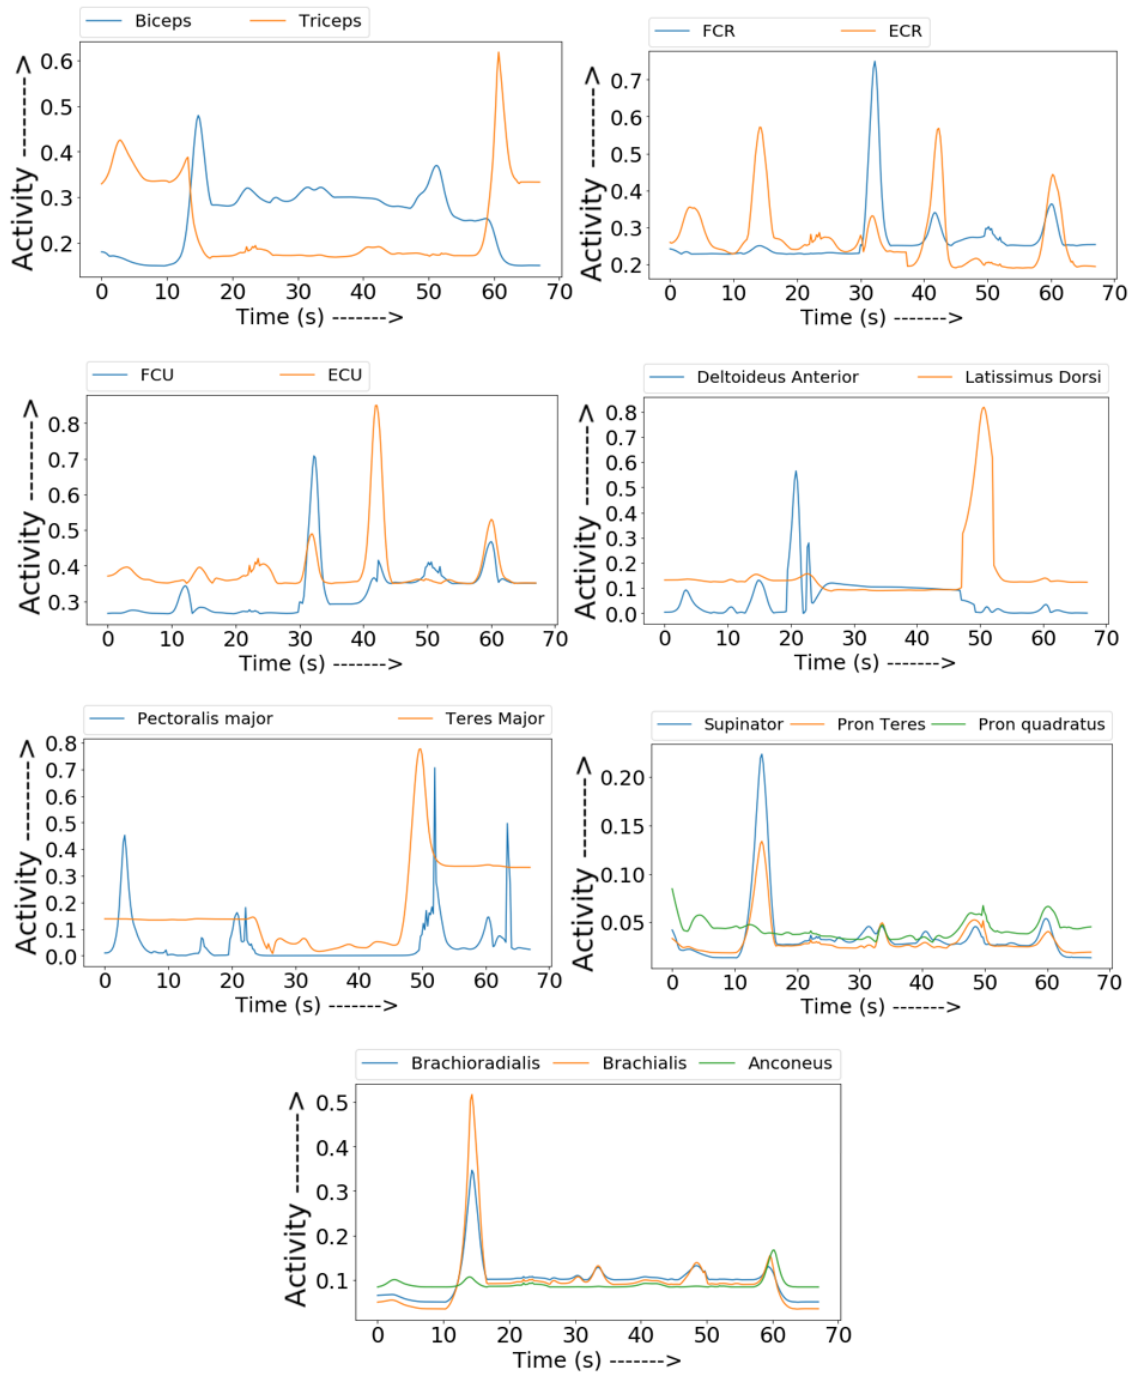 Biceps Triceps
Activity ------->
0.6
0.5
0.4
0.3
0.2
0 10 20 30 40 50 60 70
Time (s) ------->
FCR ECR
Activity ------->
0.7
0.6
0.5
0.4
0.3
0.2
0 10 20 30 40 50 60 70
Time (s) ------->
FCU ECU
Activity ------->
0.8
0.7
0.6
0.5
0.4
0.3
0 10 20 30 40 50 60 70
Time (s) ------->
Deltoideus Anterior Latissimus Dorsi
Activity ------->
0.8
0.7
0.6
0.5
0.4
0.3
0.2
0.1
0.0
0 10 20 30 40 50 60 70
Time (s) ------->
Pectoralis major Teres Major
Activity ------->
0.8
0.7
0.6
0.5
0.4
0.3
0.2
0.1
0.0
0 10 20 30 40 50 60 70
Time (s) ------->
Supinator Pron Teres Pron quadratus
Activity ------->
0.20
0.15
0.10
0.05
0 10 20 30 40 50 60 70
Time (s) ------->
Brachioradialis Brachialis Anconeus
Activity ------->
0.5
0.4
0.3
0.2
0.1
0 10 20 30 40 50 60 70
Time (s) ------->